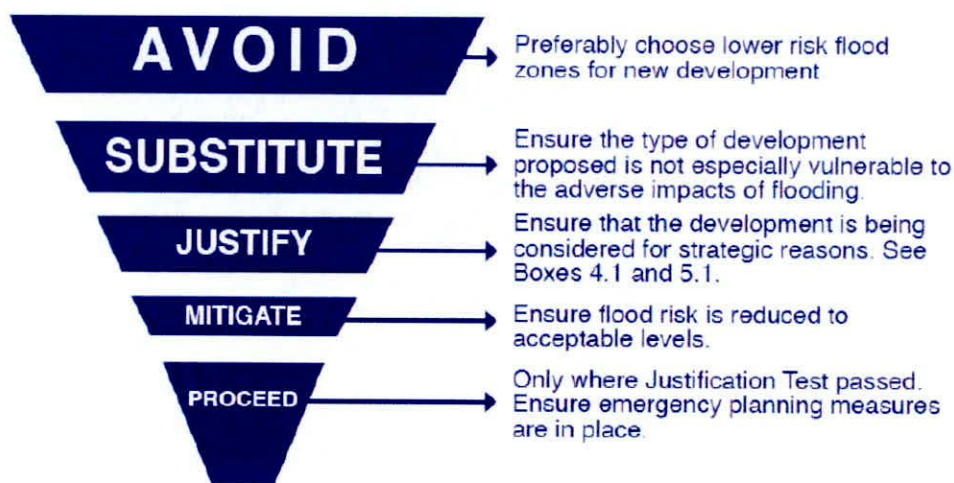 AVOID
Preferably choose lower risk flood
zones for new development
SUBSTITUTE
Ensure the type of development
proposed is not especially vulnerable to
the adverse impacts of flooding.
JUSTIFY
Ensure that the development is being
considered for strategic reasons. See
Boxes 4.1 and 5.1.
MITIGATE
Ensure flood risk is reduced to
acceptable levels.
PROCEED
Only where Justification Test passed.
Ensure emergency planning measures
are in place.